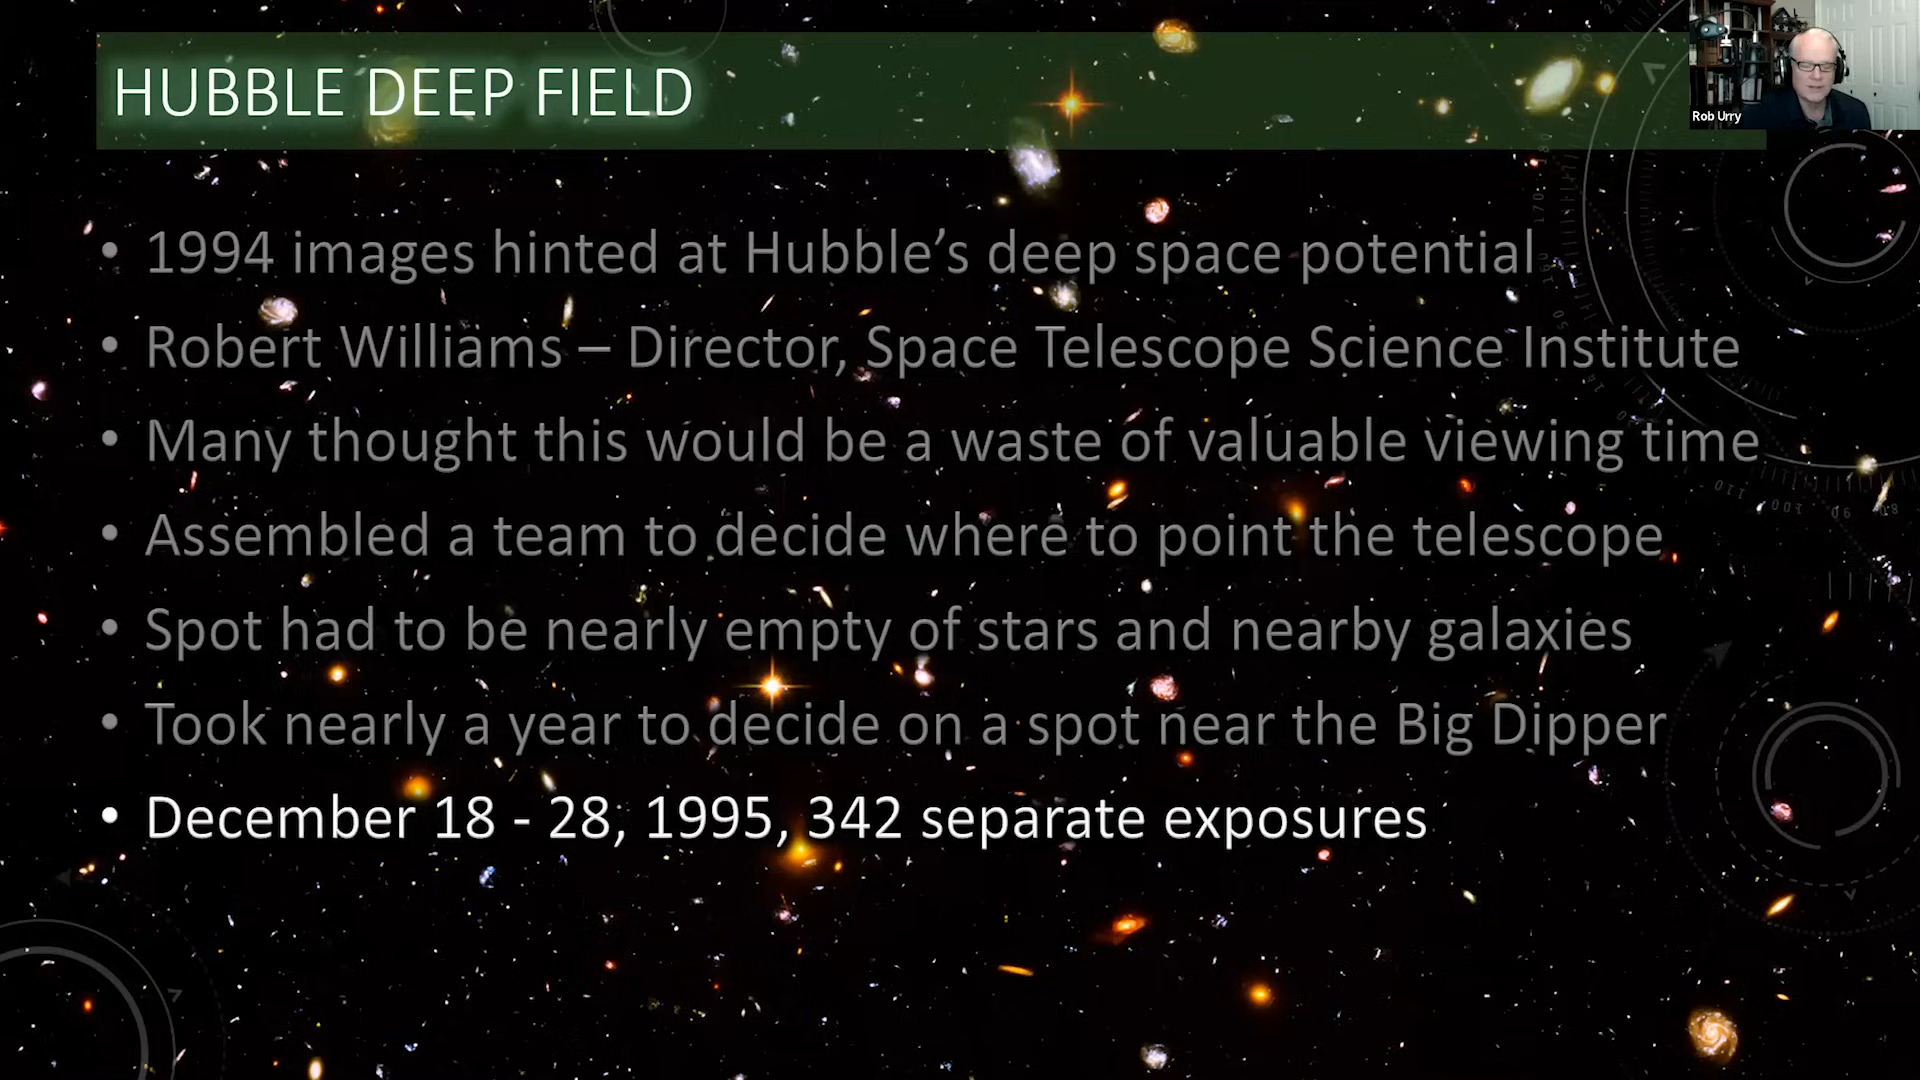 HUBBLE DEEP FIELD
Rob Urry
• 1994 images hinted at Hubble’s deep space potential
• Robert Williams – Director, Space Telescope Science Institute
• Many thought this would be a waste of valuable viewing time
• Assembled a team to decide where to point the telescope
• Spot had to be nearly empty of stars and nearby galaxies
• Took nearly a year to decide on a spot near the Big Dipper
• December 18 - 28, 1995, 342 separate exposures